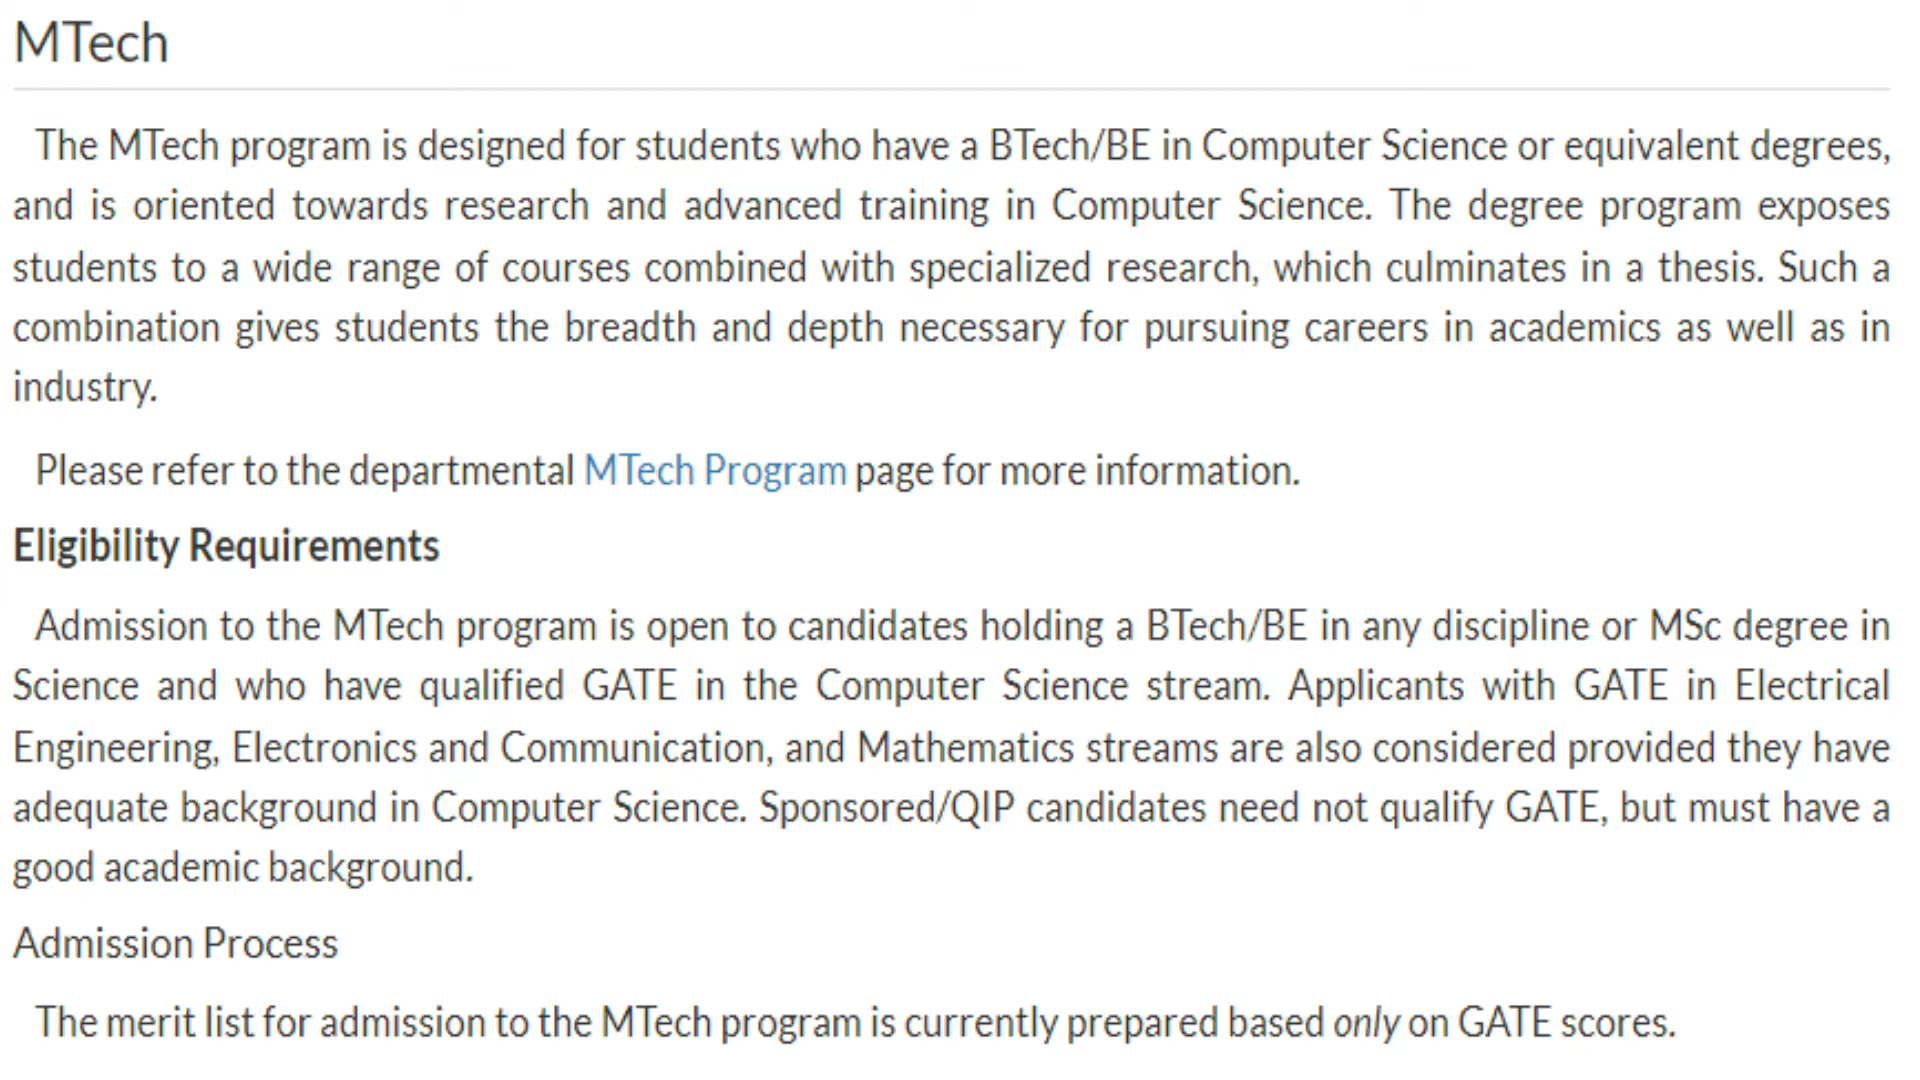 MTech
The MTech program is designed for students who have a BTech/BE in Computer Science or equivalent degrees,
and is oriented towards research and advanced training in Computer Science. The degree program exposes
students to a wide range of courses combined with specialized research, which culminates in a thesis. Such a
combination gives students the breadth and depth necessary for pursuing careers in academics as well as in
industry.
Please refer to the departmental MTech Program page for more information.
Eligibility Requirements
Admission to the MTech program is open to candidates holding a BTech/BE in any discipline or MSc degree in
Science and who have qualified GATE in the Computer Science stream. Applicants with GATE in Electrical
Engineering, Electronics and Communication, and Mathematics streams are also considered provided they have
adequate background in Computer Science. Sponsored/QIP candidates need not qualify GATE, but must have a
good academic background.
Admission Process
The merit list for admission to the MTech program is currently prepared based only on GATE scores.